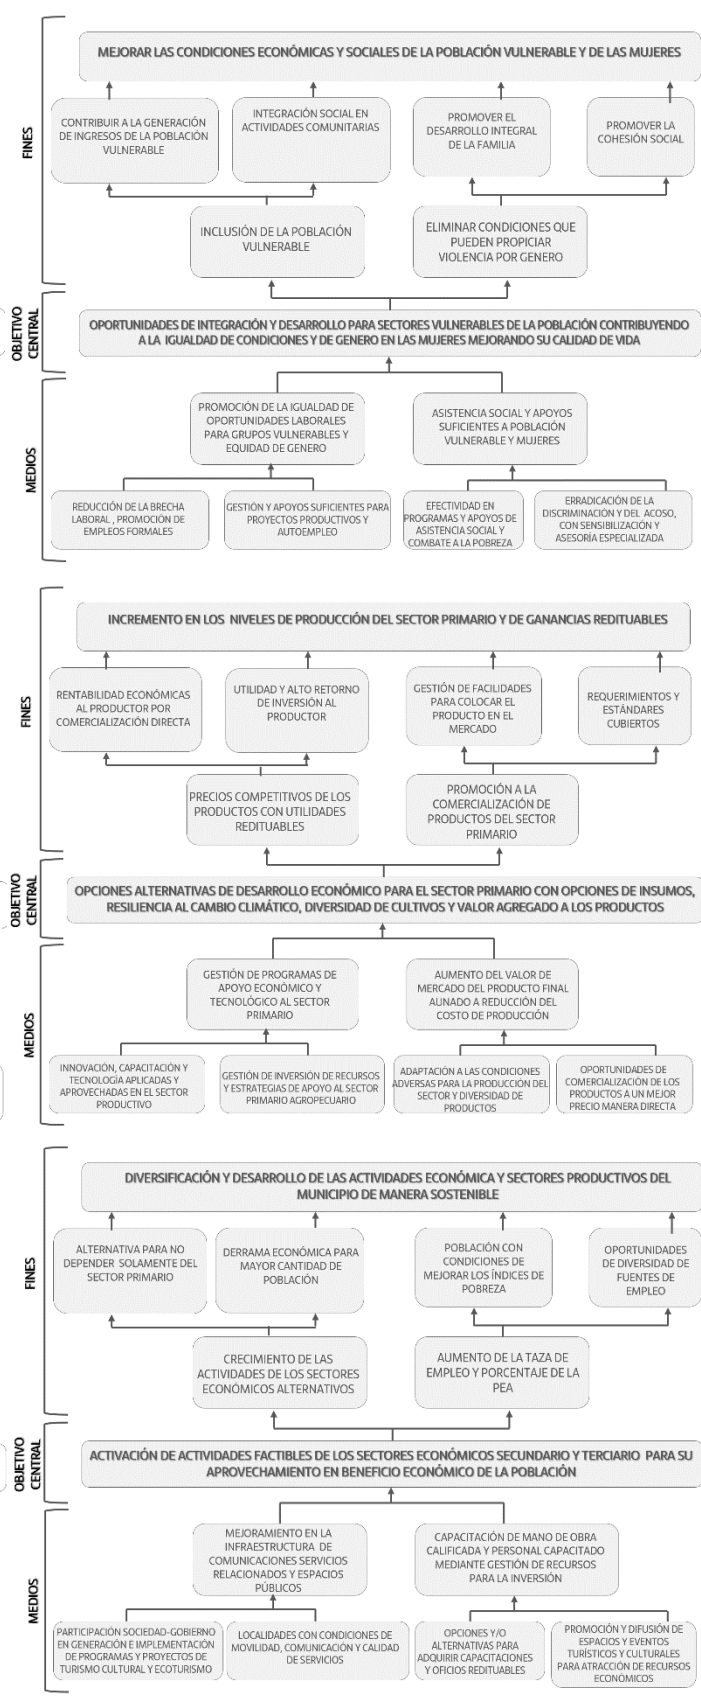 MEJORAR LAS CONDICIONES ECONÓMICAS Y SOCIALES DE LA POBLACIÓN VULNERABLE Y DE LAS MUJERES
FINES
CONTRIBUIR A LA GENERACIÓN
DE INGRESOS DE LA POBLACIÓN
VULNERABLE
INTEGRACIÓN SOCIAL EN
ACTIVIDADES COMUNITARIAS
PROMOVER EL
DESARROLLO INTEGRAL
DE LA FAMILIA
PROMOVER LA
COHESIÓN SOCIAL
INCLUSIÓN DE LA POBLACIÓN
VULNERABLE
ELIMINAR CONDICIONES QUE
PUEDEN PROPICIAR
VIOLENCIA POR GENERO
OBJETIVO
CENTRAL
OPORTUNIDADES DE INTEGRACIÓN Y DESARROLLO PARA SECTORES VULNERABLES DE LA POBLACIÓN CONTRIBUYENDO
A LA IGUALDAD DE CONDICIONES Y DE GENERO EN LAS MUJERES MEJORANDO SU CALIDAD DE VIDA
MEDIOS
PROMOCIÓN DE LA IGUALDAD DE
OPORTUNIDADES LABORALES
PARA GRUPOS VULNERABLES Y
EQUIDAD DE GENERO
ASISTENCIA SOCIAL Y APOYOS
SUFICIENTES A POBLACIÓN
VULNERABLE Y MUJERES
REDUCCIÓN DE LA BRECHA
LABORAL , PROMOCIÓN DE
EMPLEOS FORMALES
GESTIÓN Y APOYOS SUFICIENTES PARA
PROYECTOS PRODUCTIVOS Y
AUTOEMPLEO
EFECTIVIDAD EN
PROGRAMAS Y APOYOS DE
ASISTENCIA SOCIAL Y
COMBATE A LA POBREZA
ERRADICACIÓN DE LA
DISCRIMINACIÓN Y DEL ACOSO,
CON SENSIBILIZACIÓN Y
ASESORÍA ESPECIALIZADA
INCREMENTO EN LOS NIVELES DE PRODUCCIÓN DEL SECTOR PRIMARIO Y DE GANANCIAS REDITUABLES
FINES
RENTABILIDAD ECONÓMICAS
AL PRODUCTOR POR
COMERCIALIZACIÓN DIRECTA
UTILIDAD Y ALTO RETORNO
DE INVERSIÓN AL
PRODUCTOR
GESTIÓN DE FACILIDADES
PARA COLOCAR EL
PRODUCTO EN EL
MERCADO
REQUERIMIENTOS Y
ESTÁNDARES
CUBIERTOS
PRECIOS COMPETITIVOS DE LOS
PRODUCTOS CON UTILIDADES
REDITUABLES
PROMOCIÓN A LA
COMERCIALIZACIÓN DE
PRODUCTOS DEL SECTOR
PRIMARIO
OBJETIVO
CENTRAL
OPCIONES ALTERNATIVAS DE DESARROLLO ECONÓMICO PARA EL SECTOR PRIMARIO CON OPCIONES DE INSUMOS,
RESILIENCIA AL CAMBIO CLIMÁTICO, DIVERSIDAD DE CULTIVOS Y VALOR AGREGADO A LOS PRODUCTOS
MEDIOS
GESTIÓN DE PROGRAMAS DE
APOYO ECONÓMICO Y
TECNOLÓGICO AL SECTOR
PRIMARIO
AUMENTO DEL VALOR DE
MERCADO DEL PRODUCTO FINAL
AUNADO A REDUCCIÓN DEL
COSTO DE PRODUCCIÓN
INNOVACIÓN, CAPACITACIÓN Y
TECNOLOGÍA APLICADAS Y
APROVECHADAS EN EL SECTOR
PRODUCTIVO
GESTIÓN DE INVERSIÓN DE RECURSOS
Y ESTRATEGIAS DE APOYO AL SECTOR
PRIMARIO AGROPECUARIO
ADAPTACIÓN A LAS CONDICIONES
ADVERSAS PARA LA PRODUCCIÓN DEL
SECTOR Y DIVERSIDAD DE
PRODUCTOS
OPORTUNIDADES DE
COMERCIALIZACIÓN DE LOS
PRODUCTOS A UN MEJOR
PRECIO MANERA DIRECTA
DIVERSIFICACIÓN Y DESARROLLO DE LAS ACTIVIDADES ECONÓMICA Y SECTORES PRODUCTIVOS DEL
MUNICIPIO DE MANERA SOSTENIBLE
FINES
ALTERNATIVA PARA NO
DEPENDER SOLAMENTE DEL
SECTOR PRIMARIO
DERRAMA ECONÓMICA PARA
MAYOR CANTIDAD DE
POBLACIÓN
POBLACIÓN CON
CONDICIONES DE
MEJORAR LOS ÍNDICES DE
POBREZA
OPORTUNIDADES
DE DIVERSIDAD DE
FUENTES DE
EMPLEO
CRECIMIENTO DE LAS
ACTIVIDADES DE LOS SECTORES
ECONÓMICOS ALTERNATIVOS
AUMENTO DE LA TAZA DE
EMPLEO Y PORCENTAJE DE LA
PEA
OBJETIVO
CENTRAL
ACTIVACIÓN DE ACTIVIDADES FACTIBLES DE LOS SECTORES ECONÓMICOS SECUNDARIO Y TERCIARIO PARA SU
APROVECHAMIENTO EN BENEFICIO ECONÓMICO DE LA POBLACIÓN
MEDIOS
MEJORAMIENTO EN LA
INFRAESTRUCTURA DE
COMUNICACIONES SERVICIOS
RELACIONADOS Y ESPACIOS
PÚBLICOS
CAPACITACIÓN DE MANO DE OBRA
CALIFICADA Y PERSONAL CAPACITADO
MEDIANTE GESTIÓN DE RECURSOS
PARA LA INVERSIÓN
PARTICIPACIÓN SOCIEDAD-GOBIERNO
EN GENERACIÓN E IMPLEMENTACIÓN
DE PROGRAMAS Y PROYECTOS DE
TURISMO CULTURAL Y ECOTURISMO
LOCALIDADES CON CONDICIONES DE
MOVILIDAD, COMUNICACIÓN Y CALIDAD
DE SERVICIOS
OPCIONES Y/O
ALTERNATIVAS PARA
ADQUIRIR CAPACITACIONES
Y OFICIOS REDITUABLES
PROMOCIÓN Y DIFUSIÓN DE
ESPACIOS Y EVENTOS
TURÍSTICOS Y CULTURALES
PARA ATRACCIÓN DE RECURSOS
ECONÓMICOS